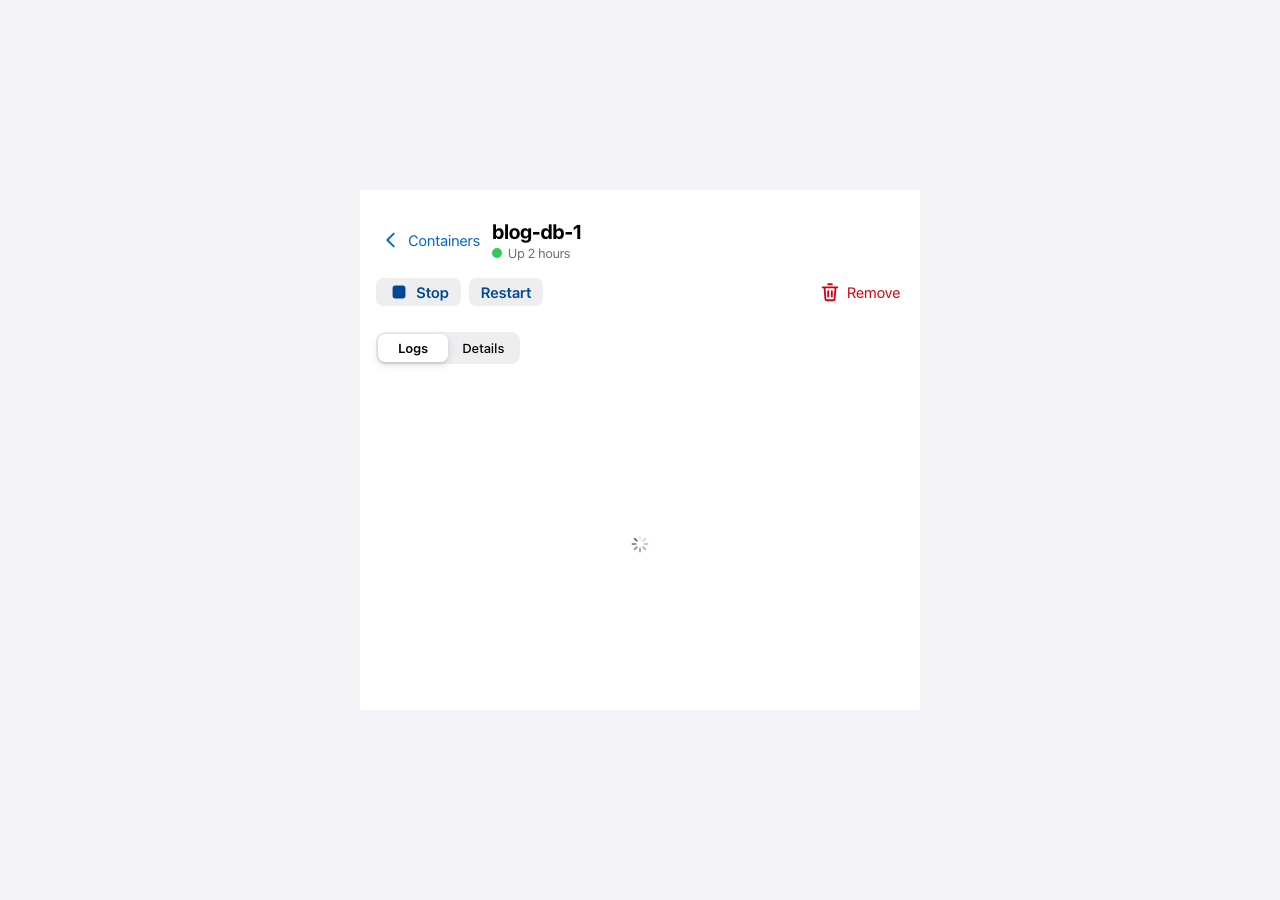 Containers
blog-db-1
Up 2 hours
Stop
Restart
Remove
Logs
Details